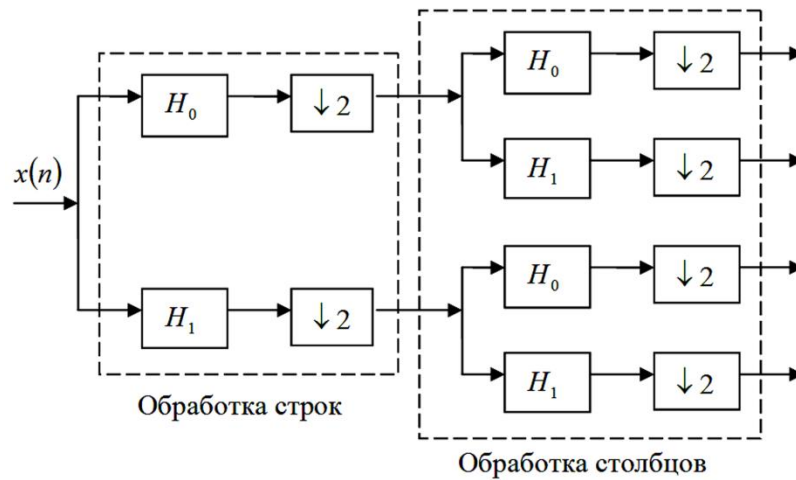 H₀ ↓2 H₀ ↓2
x(n) H₁ ↓2
H₀ ↓2
H₁ ↓2 H₁ ↓2
Обработка строк
Обработка столбцов